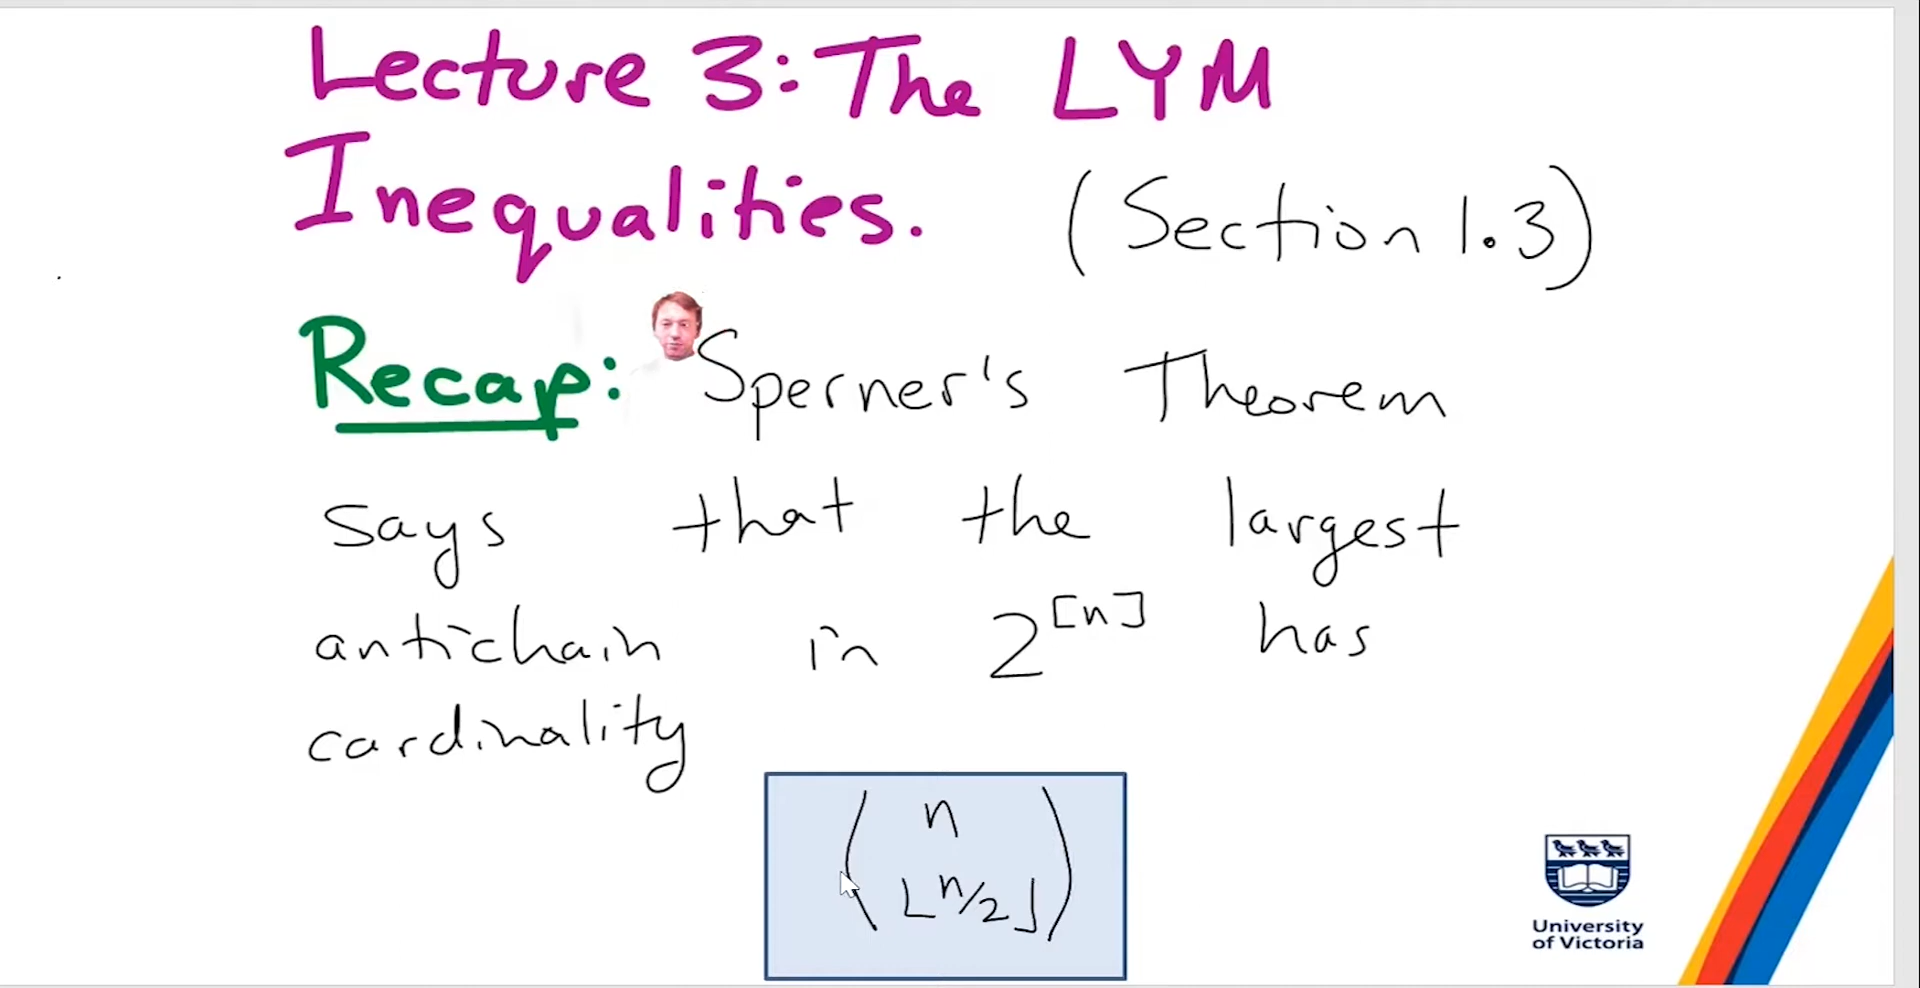 Lecture 3: The LYM
Inequalities. (Section 1.3)
Recap: Sperner's Theorem
says that the largest
antichain in 2^[n] has
cardinality
( n
⌊n/2⌋ )
University
of Victoria